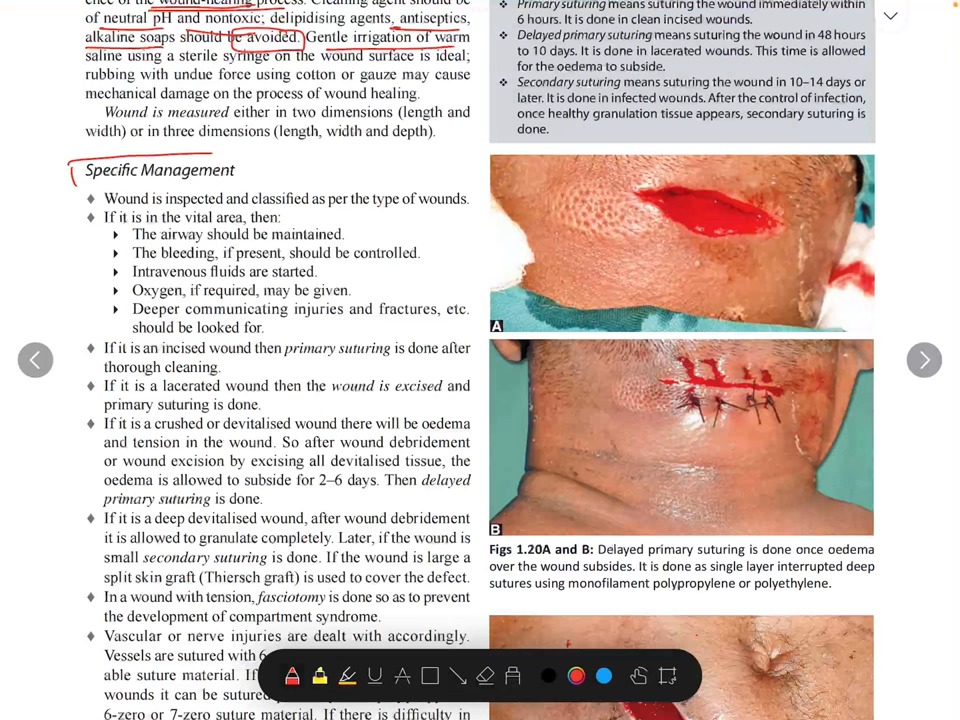 of neutral pH and nontoxic; delipidising agents, antiseptics,
alkaline soaps should be avoided. Gentle irrigation of warm
saline using a sterile syringe on the wound surface is ideal;
rubbing with undue force using cotton or gauze may cause
mechanical damage on the process of wound healing.
Wound is measured either in two dimensions (length and
width) or in three dimensions (length, width and depth).
Specific Management
♦ Wound is inspected and classified as per the type of wounds.
♦ If it is in the vital area, then:
The airway should be maintained.
The bleeding, if present, should be controlled.
Intravenous fluids are started.
Oxygen, if required, may be given.
Deeper communicating injuries and fractures, etc.
should be looked for.
♦ If it is an incised wound then primary suturing is done after
thorough cleaning.
♦ If it is a lacerated wound then the wound is excised and
primary suturing is done.
♦ If it is a crushed or devitalised wound there will be oedema
and tension in the wound. So after wound debridement
or wound excision by excising all devitalised tissue, the
oedema is allowed to subside for 2–6 days. Then delayed
primary suturing is done.
♦ If it is a deep devitalised wound, after wound debridement
it is allowed to granulate completely. Later, if the wound is
small secondary suturing is done. If the wound is large a
split skin graft (Thiersch graft) is used to cover the defect.
♦ In a wound with tension, fasciotomy is done so as to prevent
the development of compartment syndrome.
♦ Vascular or nerve injuries are dealt with accordingly.
Vessels are sutured with 6
able suture material. If
wounds it can be sutured
6-zero or 7-zero suture material. If there is difficulty in
Primary suturing means suturing the wound immediately within
6 hours. It is done in clean incised wounds.
Delayed primary suturing means suturing the wound in 48 hours
to 10 days. It is done in lacerated wounds. This time is allowed
for the oedema to subside.
Secondary suturing means suturing the wound in 10–14 days or
later. It is done in infected wounds. After the control of infection,
once healthy granulation tissue appears, secondary suturing is
done.
A
B
Figs 1.20A and B: Delayed primary suturing is done once oedema
over the wound subsides. It is done as single layer interrupted deep
sutures using monofilament polypropylene or polyethylene.